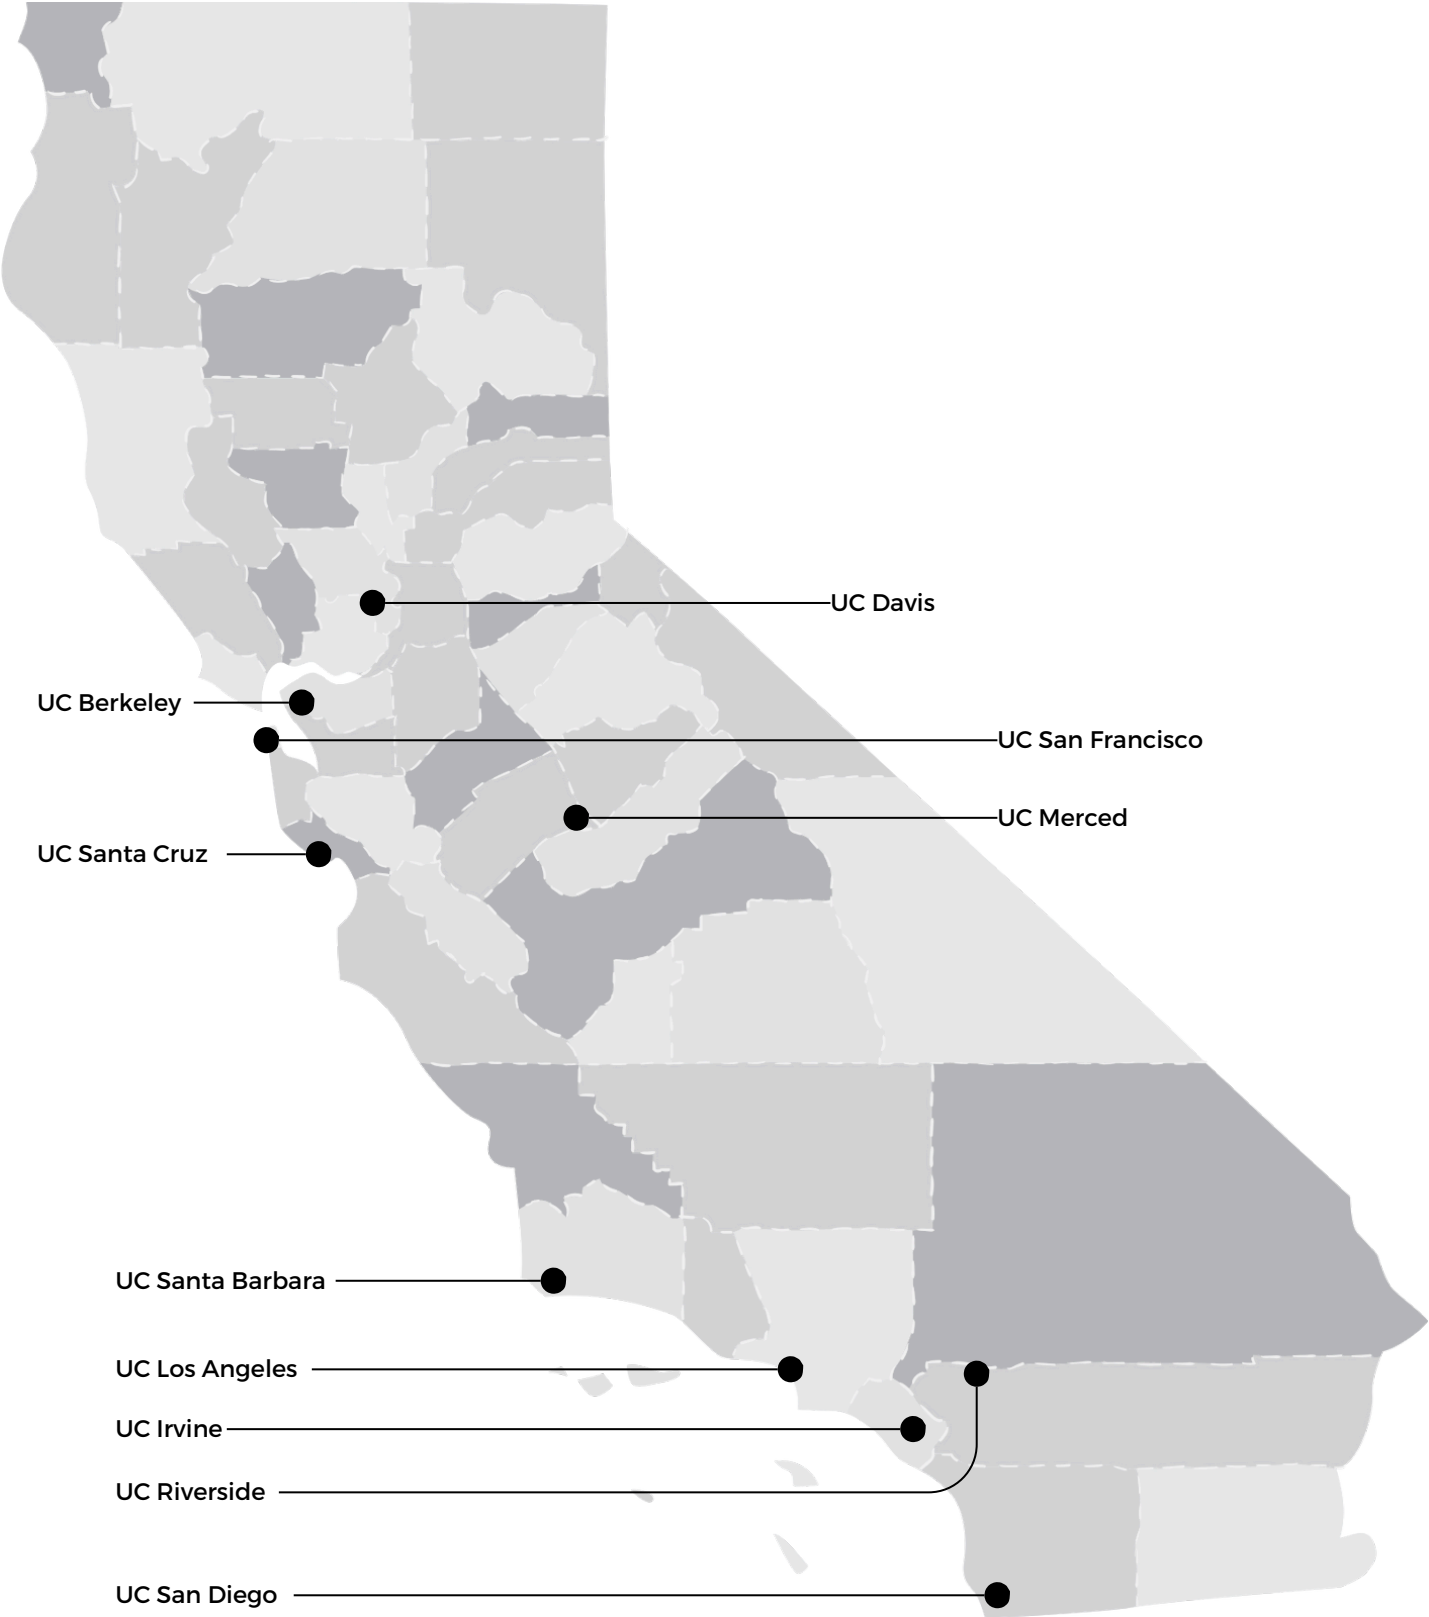 UC Davis
UC Berkeley
UC San Francisco
UC Merced
UC Santa Cruz
UC Santa Barbara
UC Los Angeles
UC Irvine
UC Riverside
UC San Diego